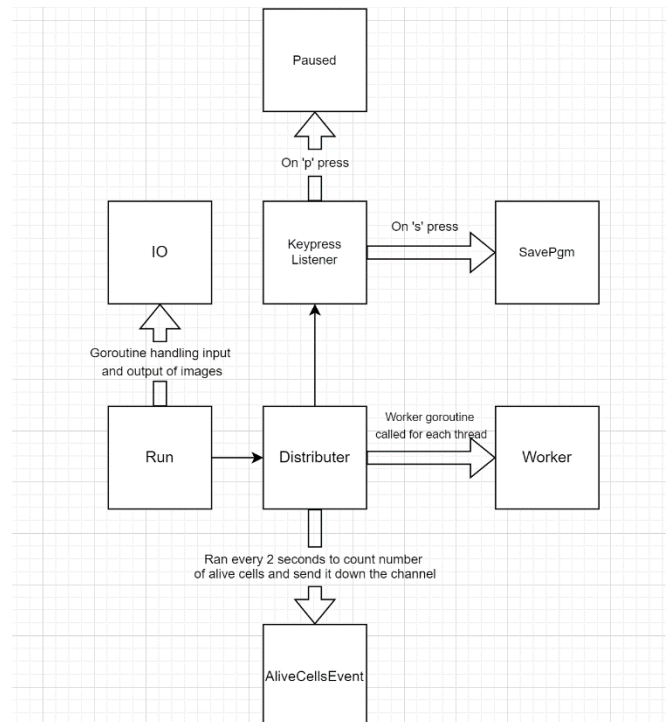 Paused
On 'p' press
Keypress
Listener
On 's' press
SavePgm
IO
Goroutine handling input
and output of images
Run
Distributer
Worker goroutine
called for each thread
Worker
Ran every 2 seconds to count number
of alive cells and send it down the channel
AliveCellsEvent